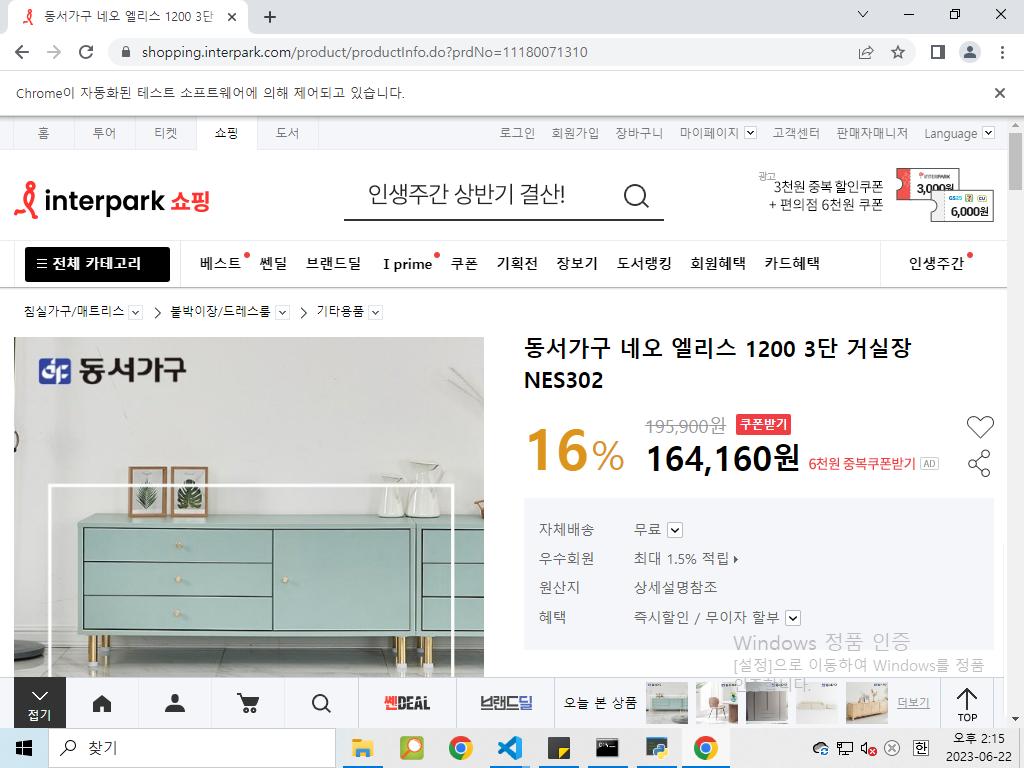 동서가구 네오 엘리스 1200 3단
shopping.interpark.com/product/productInfo.do?prdNo=11180071310
Chrome이 자동화된 테스트 소프트웨어에 의해 제어되고 있습니다.
홈 투어 티켓 쇼핑 도서 로그인 회원가입 장바구니 마이페이지 고객센터 판매자매니저 Language
interpark 쇼핑
인생주간 상반기 결산!
광고
3천원 중복 할인쿠폰
+ 편의점 6천원 쿠폰
INTERPARK
3,000원
GS25 CU
6,000원
전체 카테고리 베스트 쎈딜 브랜드딜 I prime 쿠폰 기획전 장보기 도서랭킹 회원혜택 카드혜택 인생주간
침실가구/매트리스 붙박이장/드레스룸 기타용품
동서가구
동서가구 네오 엘리스 1200 3단 거실장
NES302
16%
195,900원 쿠폰받기
164,160원 6천원 중복쿠폰받기 AD
자체배송 무료
우수회원 최대 1.5% 적립
원산지 상세설명참조
혜택 즉시할인 / 무이자 할부
Windows 정품 인증
[설정]으로 이동하여 Windows를 정품
인증합니다.
접기 쎈DEAL 브랜드딜 오늘 본 상품 더보기 TOP
찾기
한
오후 2:15
2023-06-22